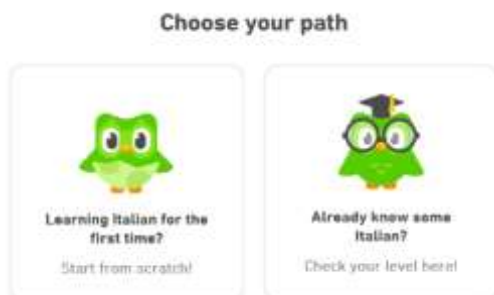 Choose your path
Learning Italian for the
first time?
Start from scratch!
Already know some
Italian?
Check your level here!